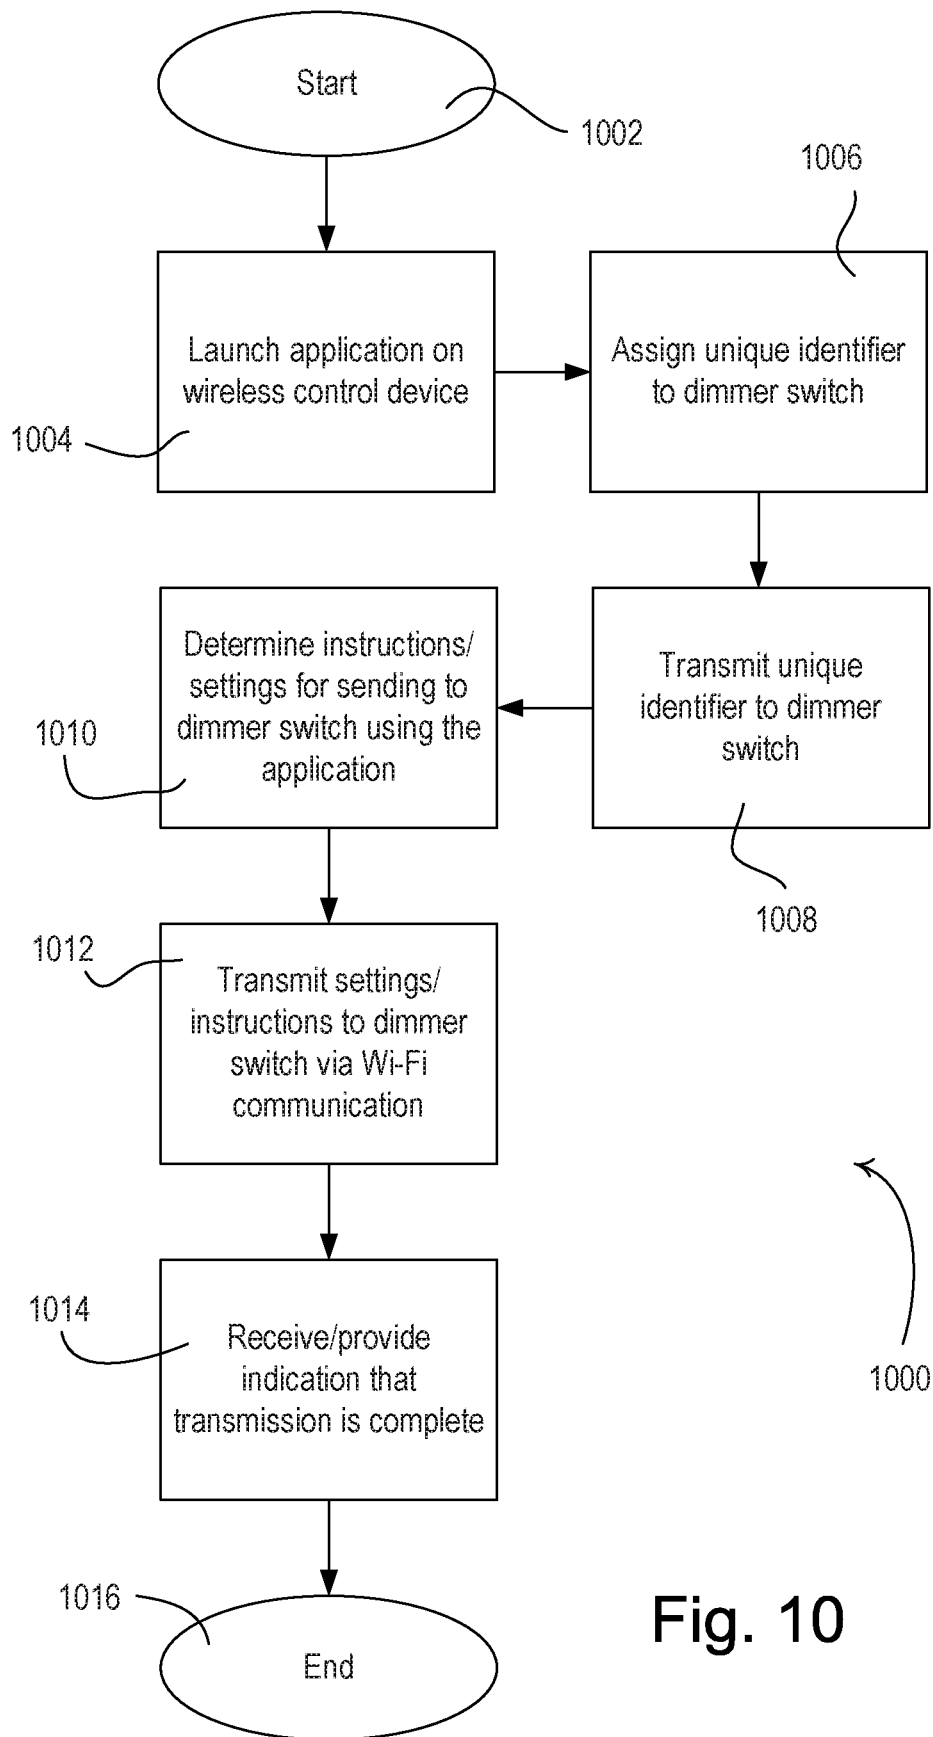 Start
1002
1006
Launch application on
wireless control device
1004
Assign unique identifier
to dimmer switch
Transmit unique
identifier to dimmer
switch
1008
Determine instructions/
settings for sending to
dimmer switch using the
application
1010
1012
Transmit settings/
instructions to dimmer
switch via Wi-Fi
communication
1014
Receive/provide
indication that
transmission is complete
1000
1016
End
Fig. 10